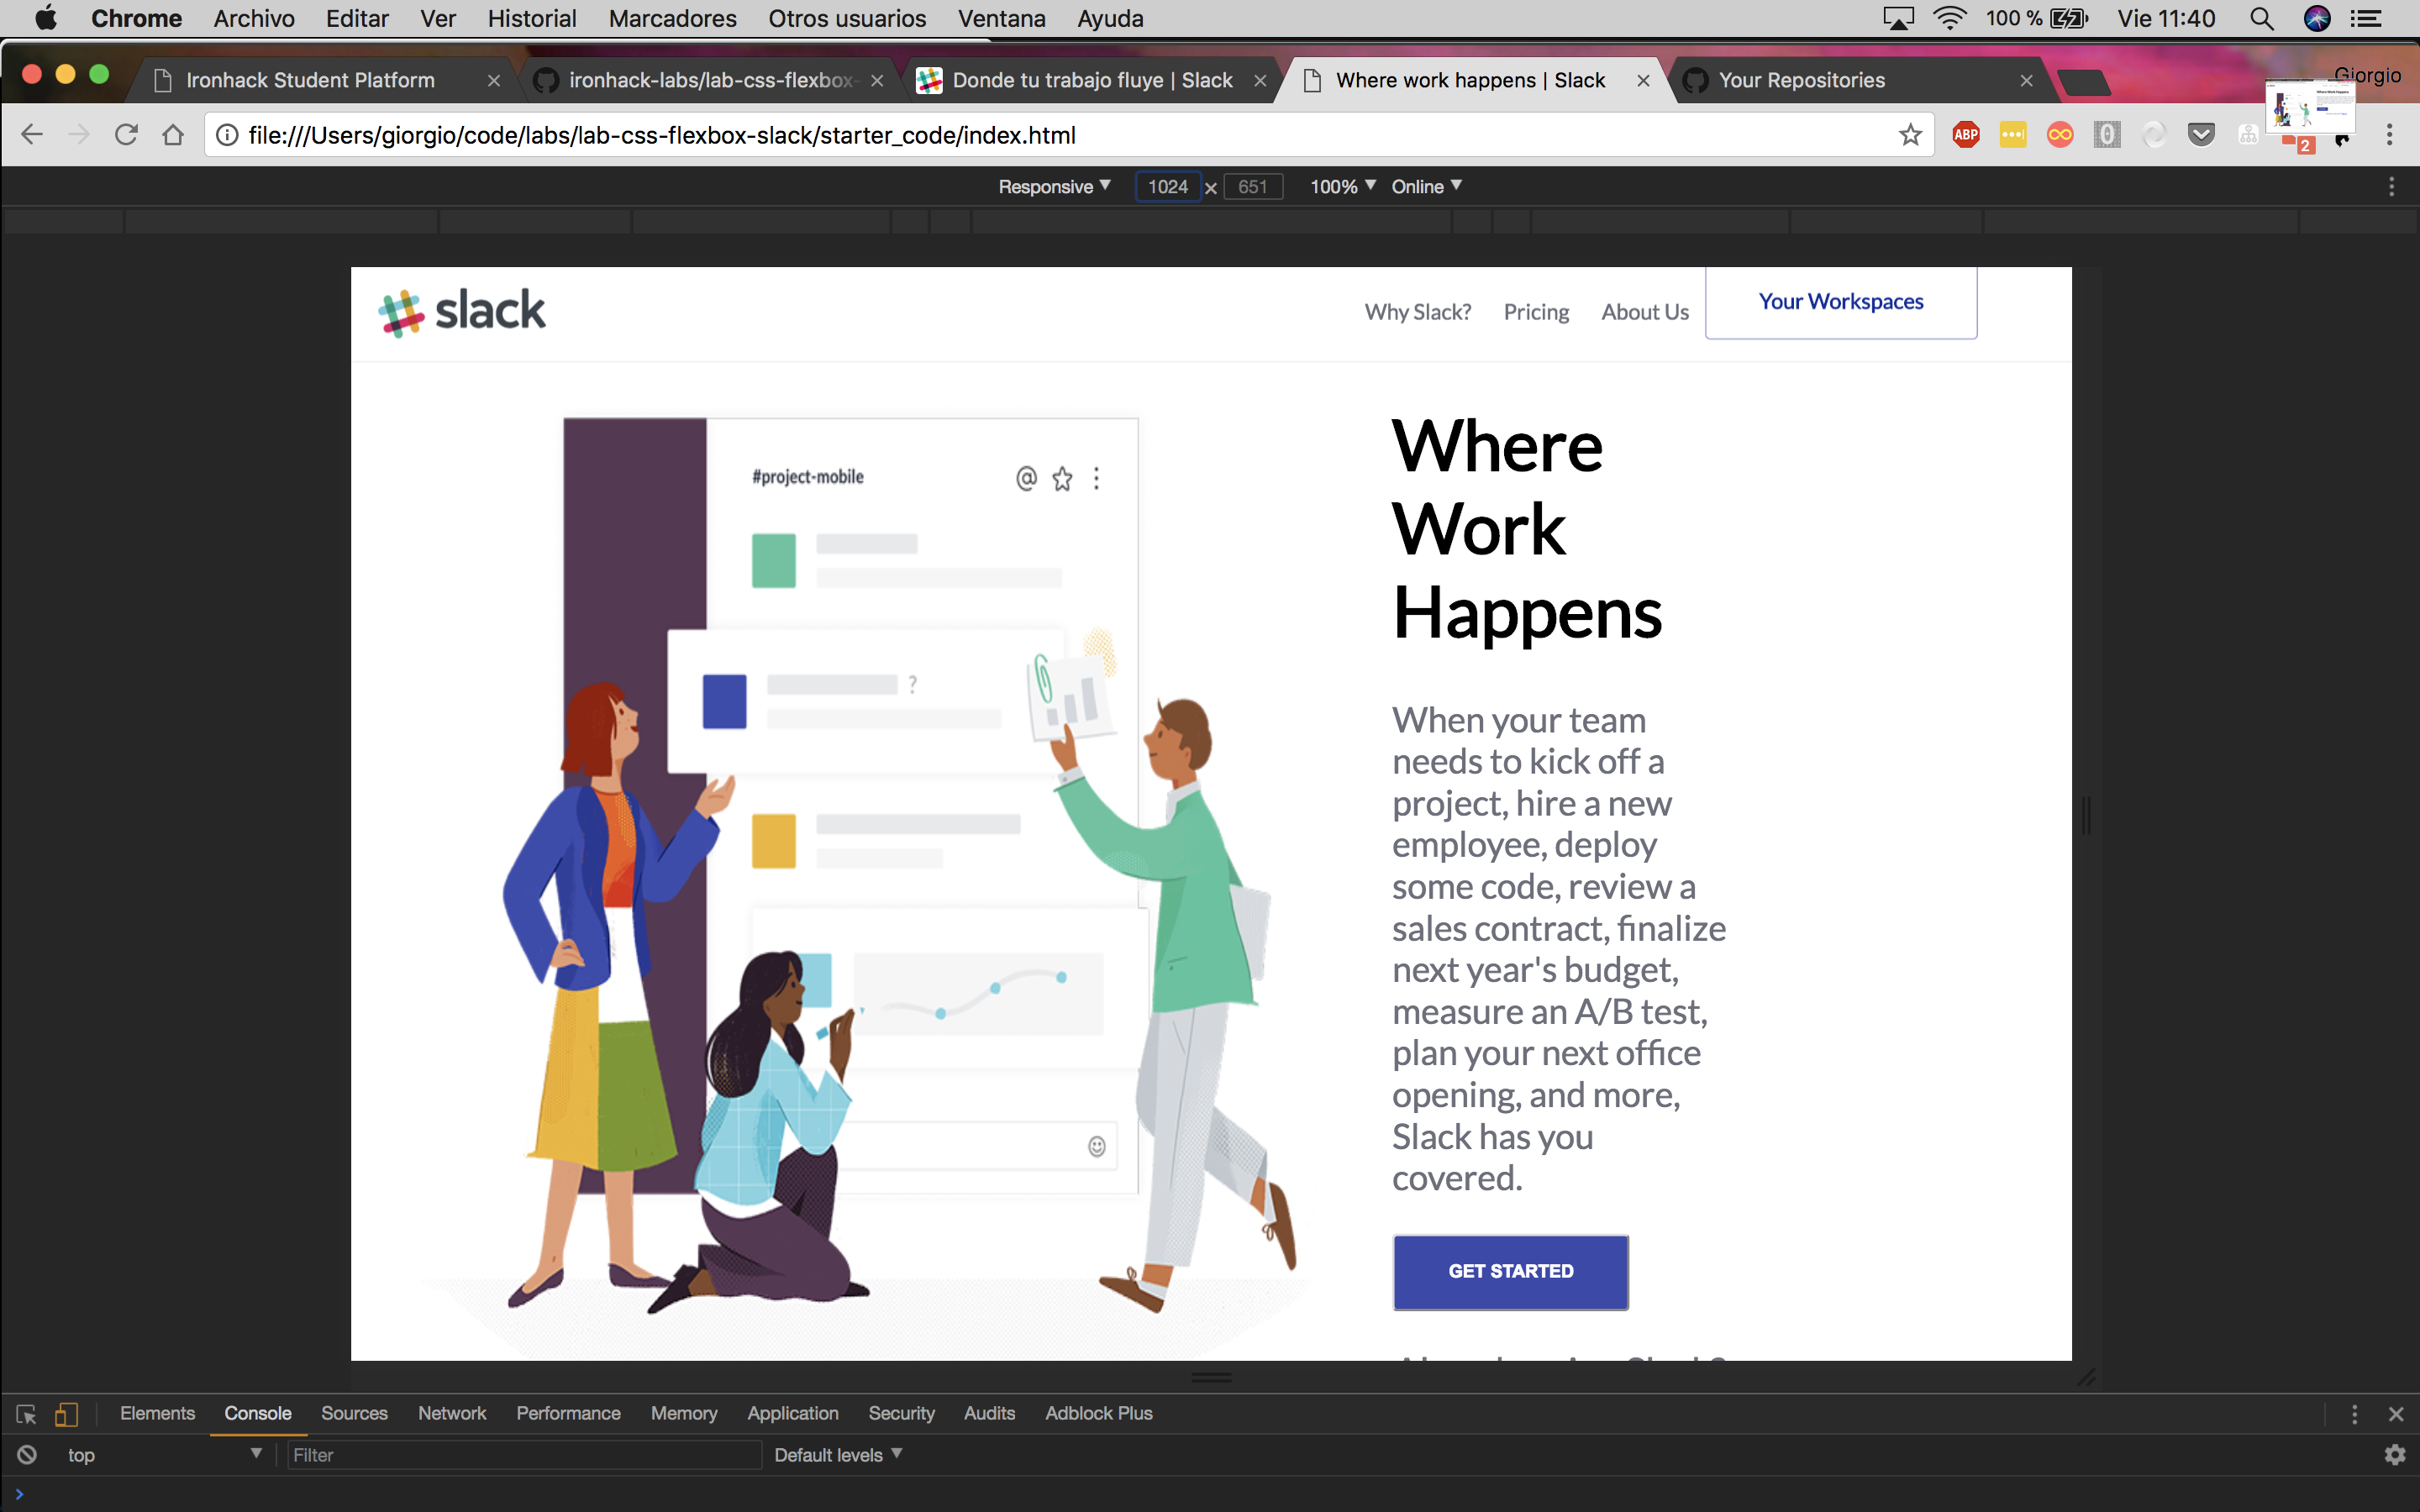 Chrome Archivo Editar Ver Historial Marcadores Otros usuarios Ventana Ayuda 100 % Vie 11:40
Ironhack Student Platform ironhack-labs/lab-css-flexbox- Donde tu trabajo fluye | Slack Where work happens | Slack Your Repositories Giorgio
file:///Users/giorgio/code/labs/lab-css-flexbox-slack/starter_code/index.html ABP 0 2
Responsive 1024 x 651 100% Online
slack Why Slack? Pricing About Us Your Workspaces
#project-mobile @
?
Where
Work
Happens
When your team
needs to kick off a
project, hire a new
employee, deploy
some code, review a
sales contract, finalize
next year's budget,
measure an A/B test,
plan your next office
opening, and more,
Slack has you
covered.
GET STARTED
Elements Console Sources Network Performance Memory Application Security Audits Adblock Plus
top Filter Default levels